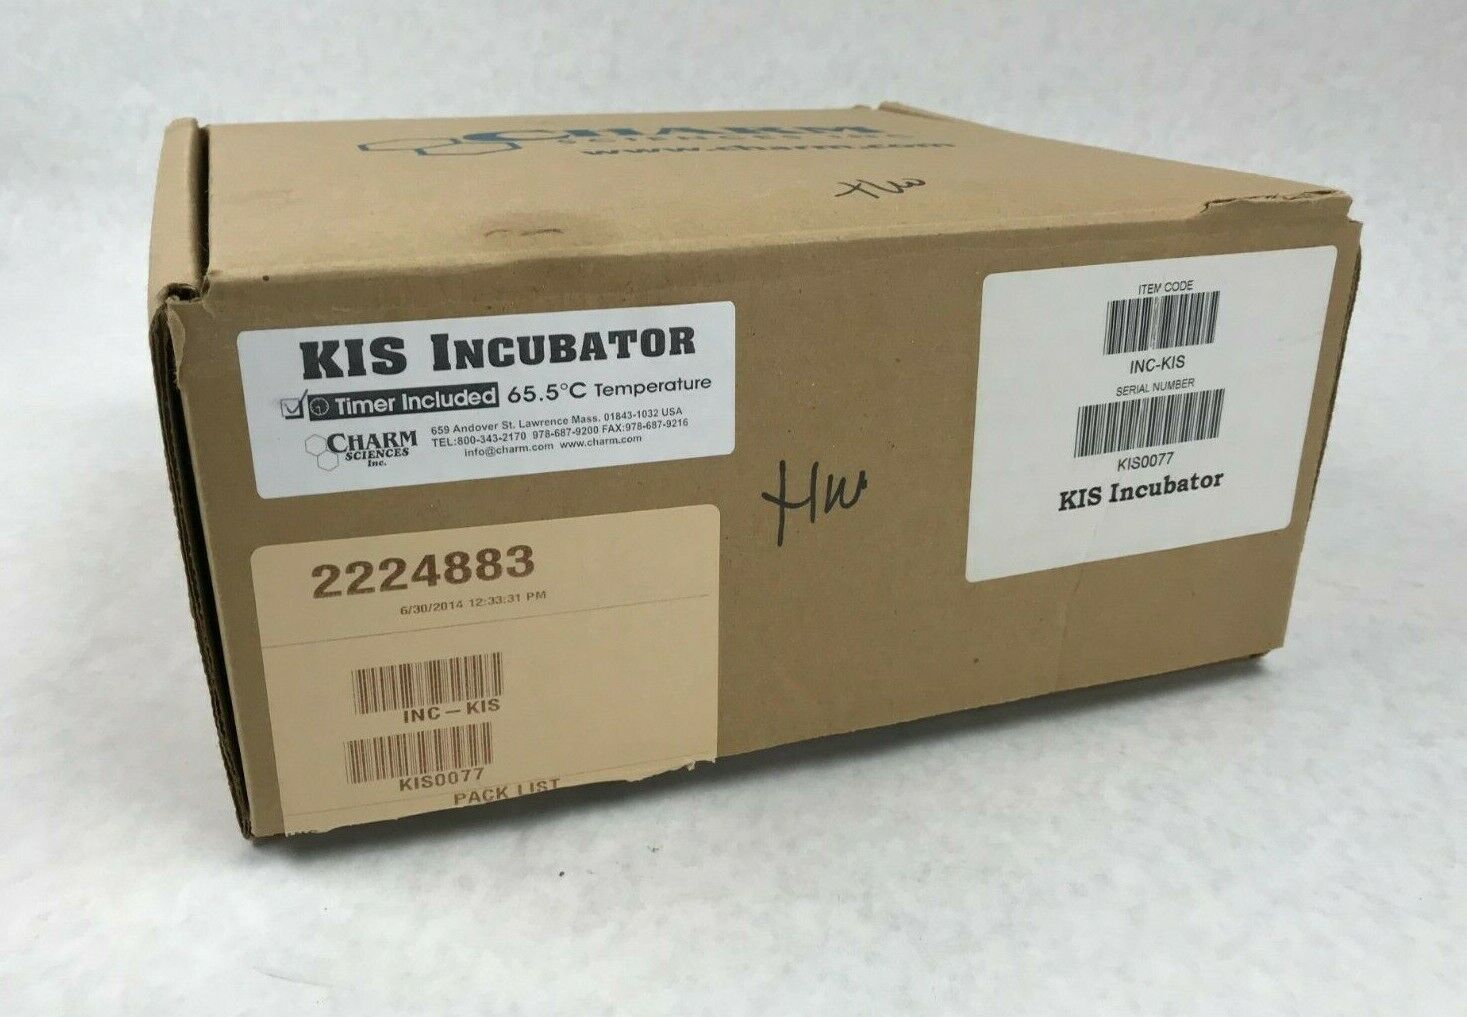 CHARM
SCIENCES INC.
www.charm.com
HW
KIS INCUBATOR
Timer Included 65.5°C Temperature
CHARM
SCIENCES
Inc.
659 Andover St. Lawrence Mass. 01843-1032 USA
TEL:800-343-2170 978-687-9200 FAX:978-687-9216
info@charm.com www.charm.com
HW
ITEM CODE
INC-KIS
SERIAL NUMBER
KIS0077
KIS Incubator
2224883
6/30/2014 12:33:31 PM
INC-KIS
KIS0077
PACK LIST